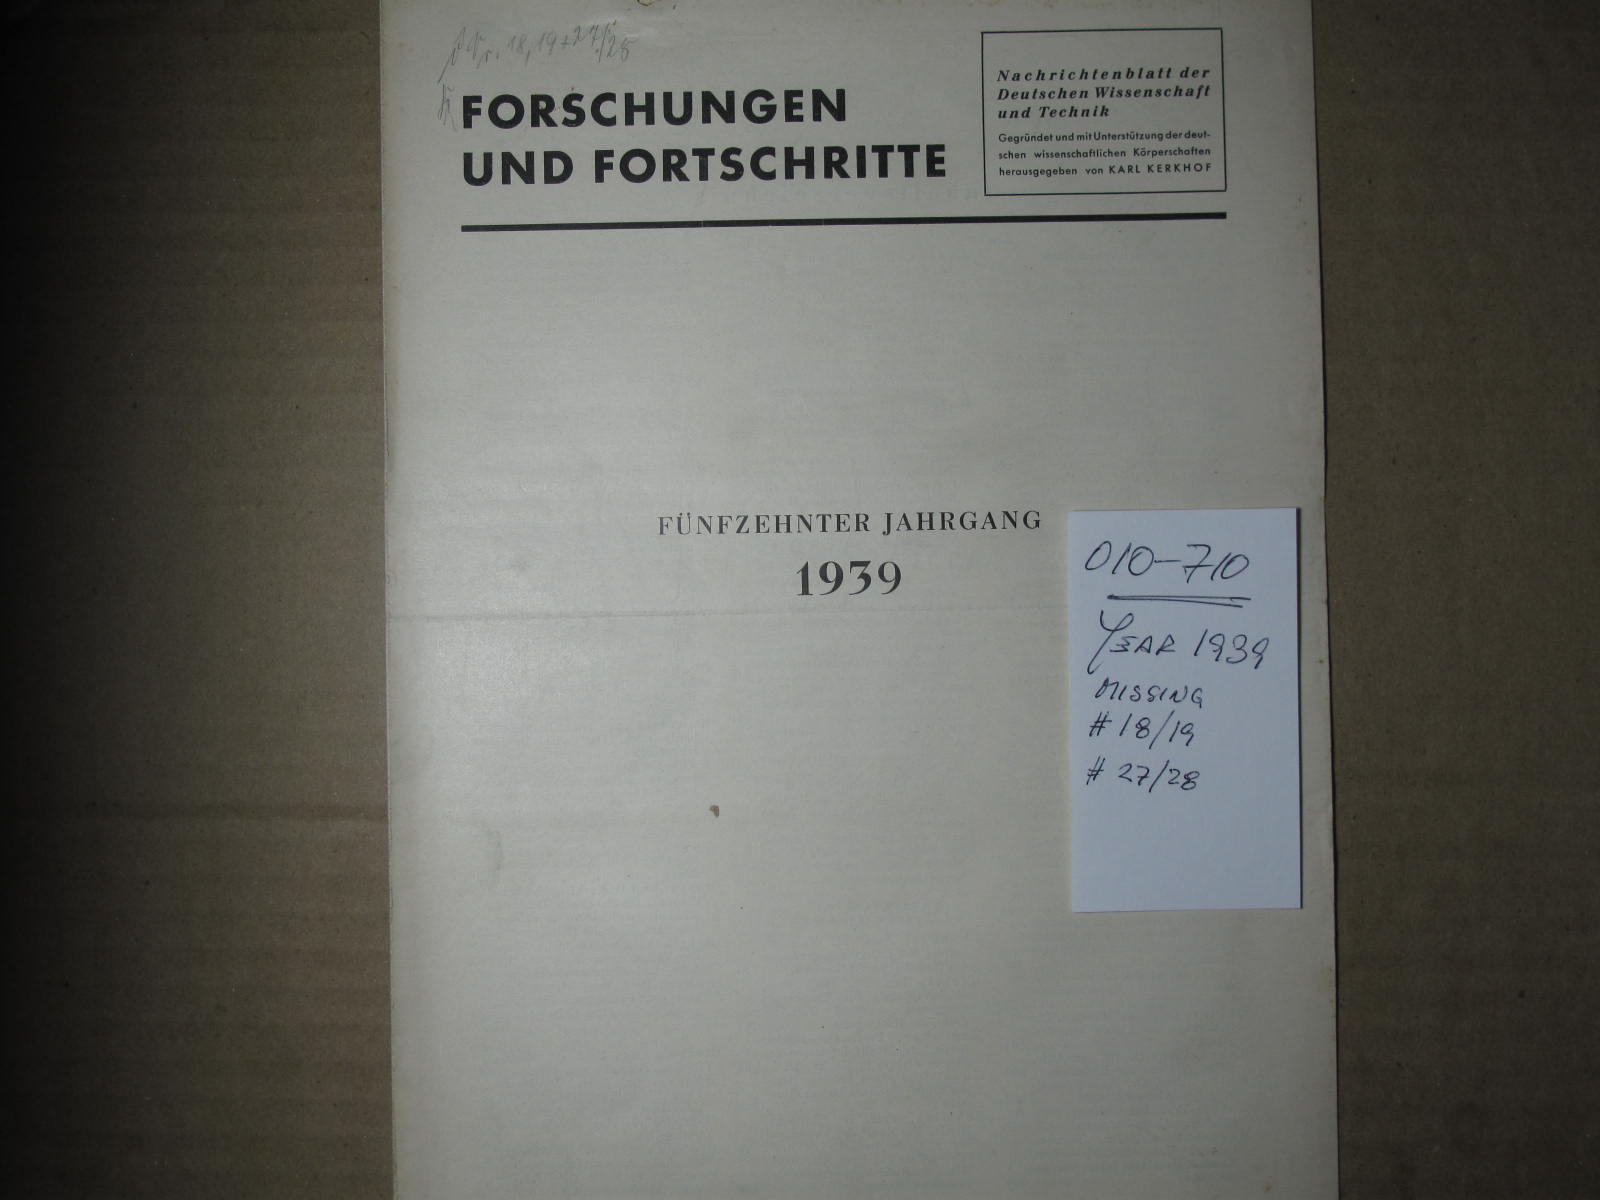 18, 19 + 27/28
FORSCHUNGEN
UND FORTSCHRITTE
Nachrichtenblatt der
Deutschen Wissenschaft
und Technik
Gegründet und mit Unterstützung der deut-
schen wissenschaftlichen Körperschaften
herausgegeben von KARL KERKHOF
FÜNFZEHNTER JAHRGANG
1939
010-710
YEAR 1939
MISSING
# 18/19
# 27/28